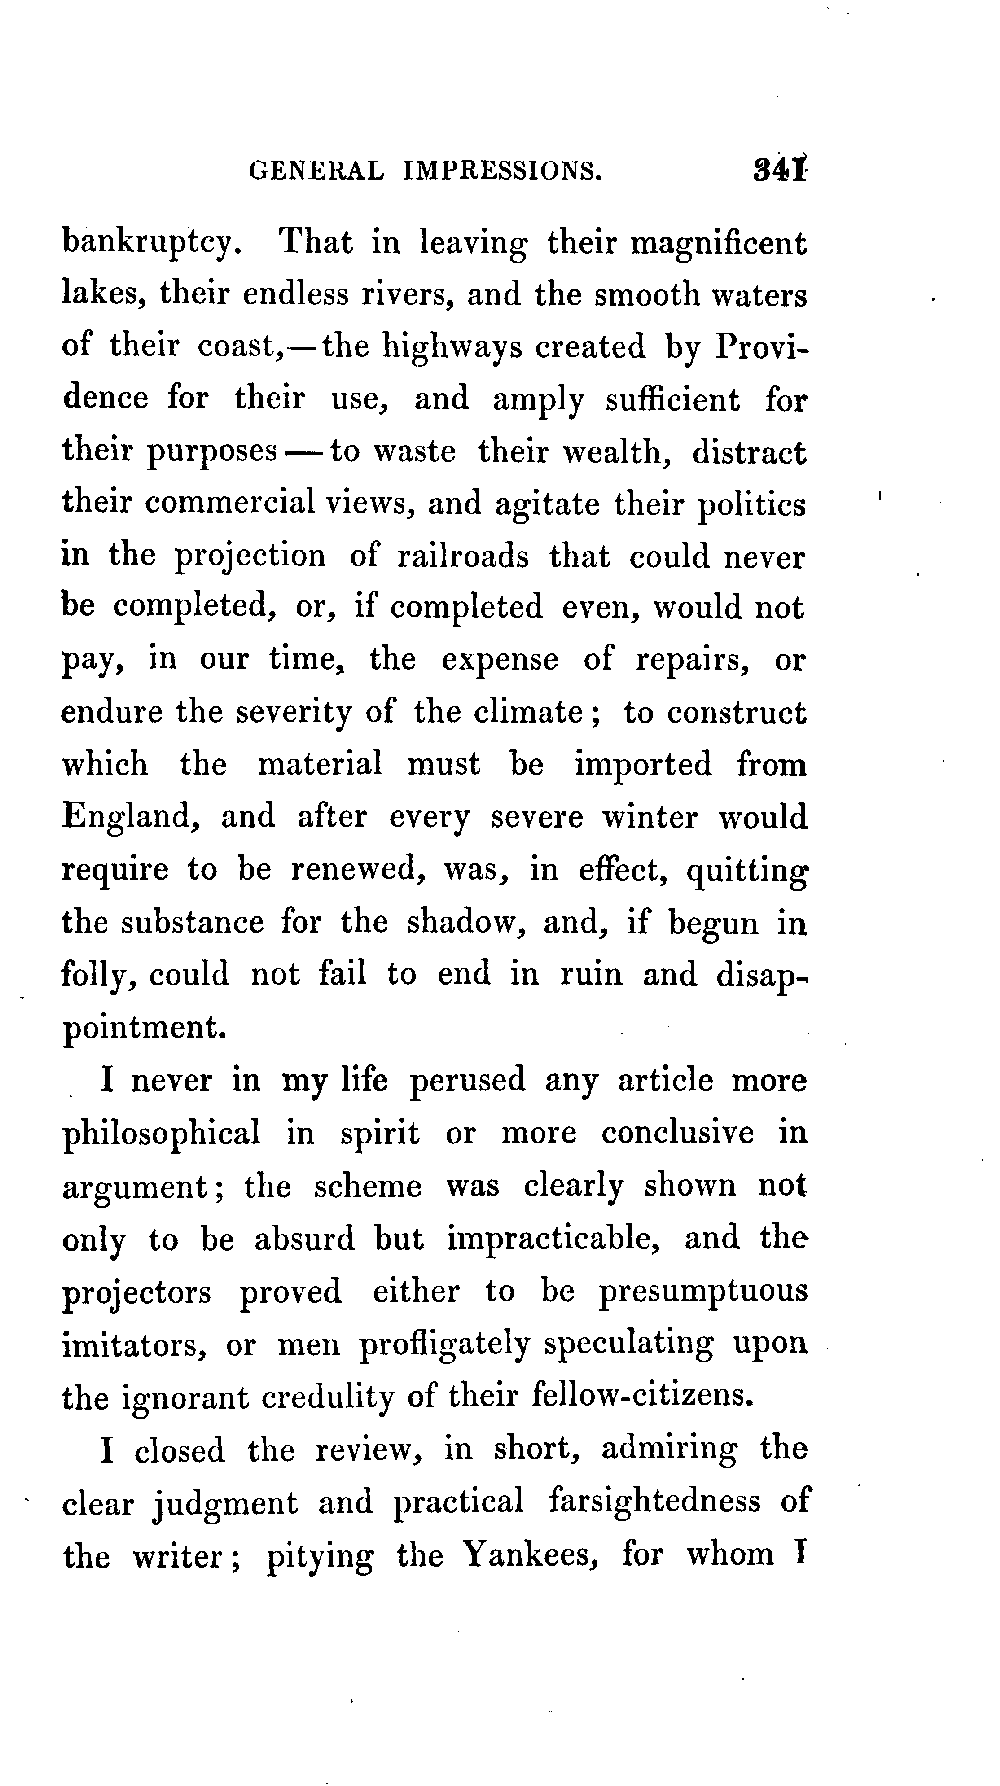 GENERAL IMPRESSIONS. 341
bankruptcy. That in leaving their magnificent
lakes, their endless rivers, and the smooth waters
of their coast,—the highways created by Provi-
dence for their use, and amply sufficient for
their purposes—to waste their wealth, distract
their commercial views, and agitate their politics
in the projection of railroads that could never
be completed, or, if completed even, would not
pay, in our time, the expense of repairs, or
endure the severity of the climate; to construct
which the material must be imported from
England, and after every severe winter would
require to be renewed, was, in effect, quitting
the substance for the shadow, and, if begun in
folly, could not fail to end in ruin and disap-
pointment.
I never in my life perused any article more
philosophical in spirit or more conclusive in
argument; the scheme was clearly shown not
only to be absurd but impracticable, and the
projectors proved either to be presumptuous
imitators, or men profligately speculating upon
the ignorant credulity of their fellow-citizens.
I closed the review, in short, admiring the
clear judgment and practical farsightedness of
the writer; pitying the Yankees, for whom I